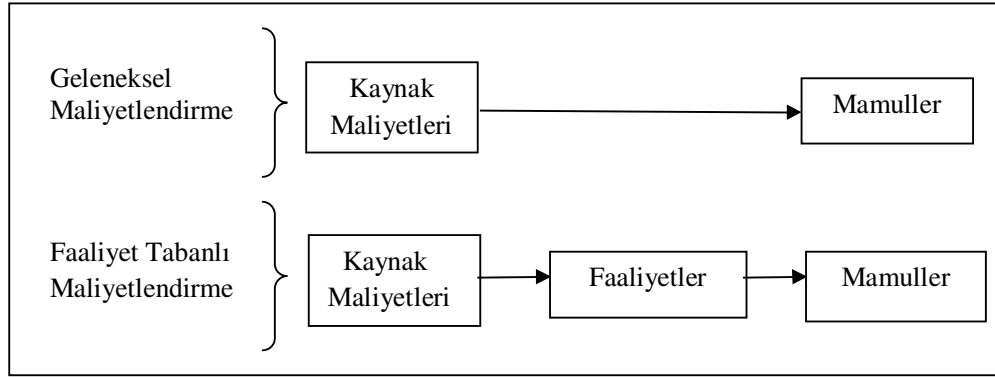 Geleneksel
Maliyetlendirme
Kaynak
Maliyetleri
Mamuller
Faaliyet Tabanlı
Maliyetlendirme
Kaynak
Maliyetleri
Faaliyetler
Mamuller